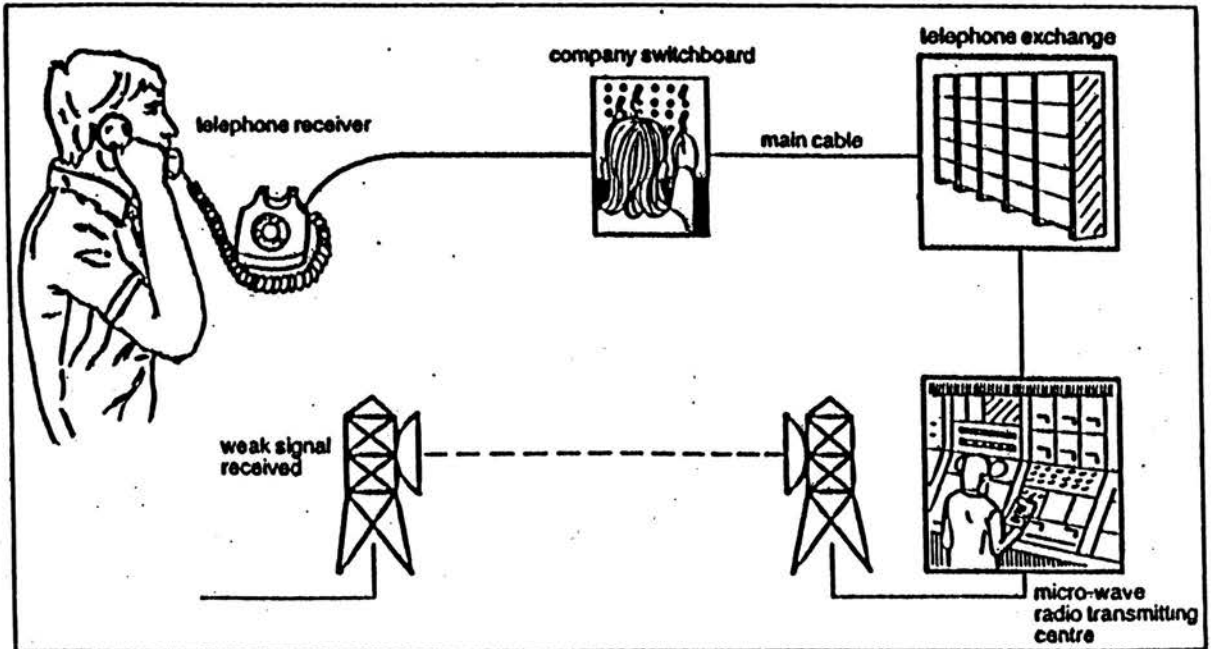 telephone exchange
company switchboard
telephone receiver
main cable
weak signal
received
micro-wave
radio transmitting
centre